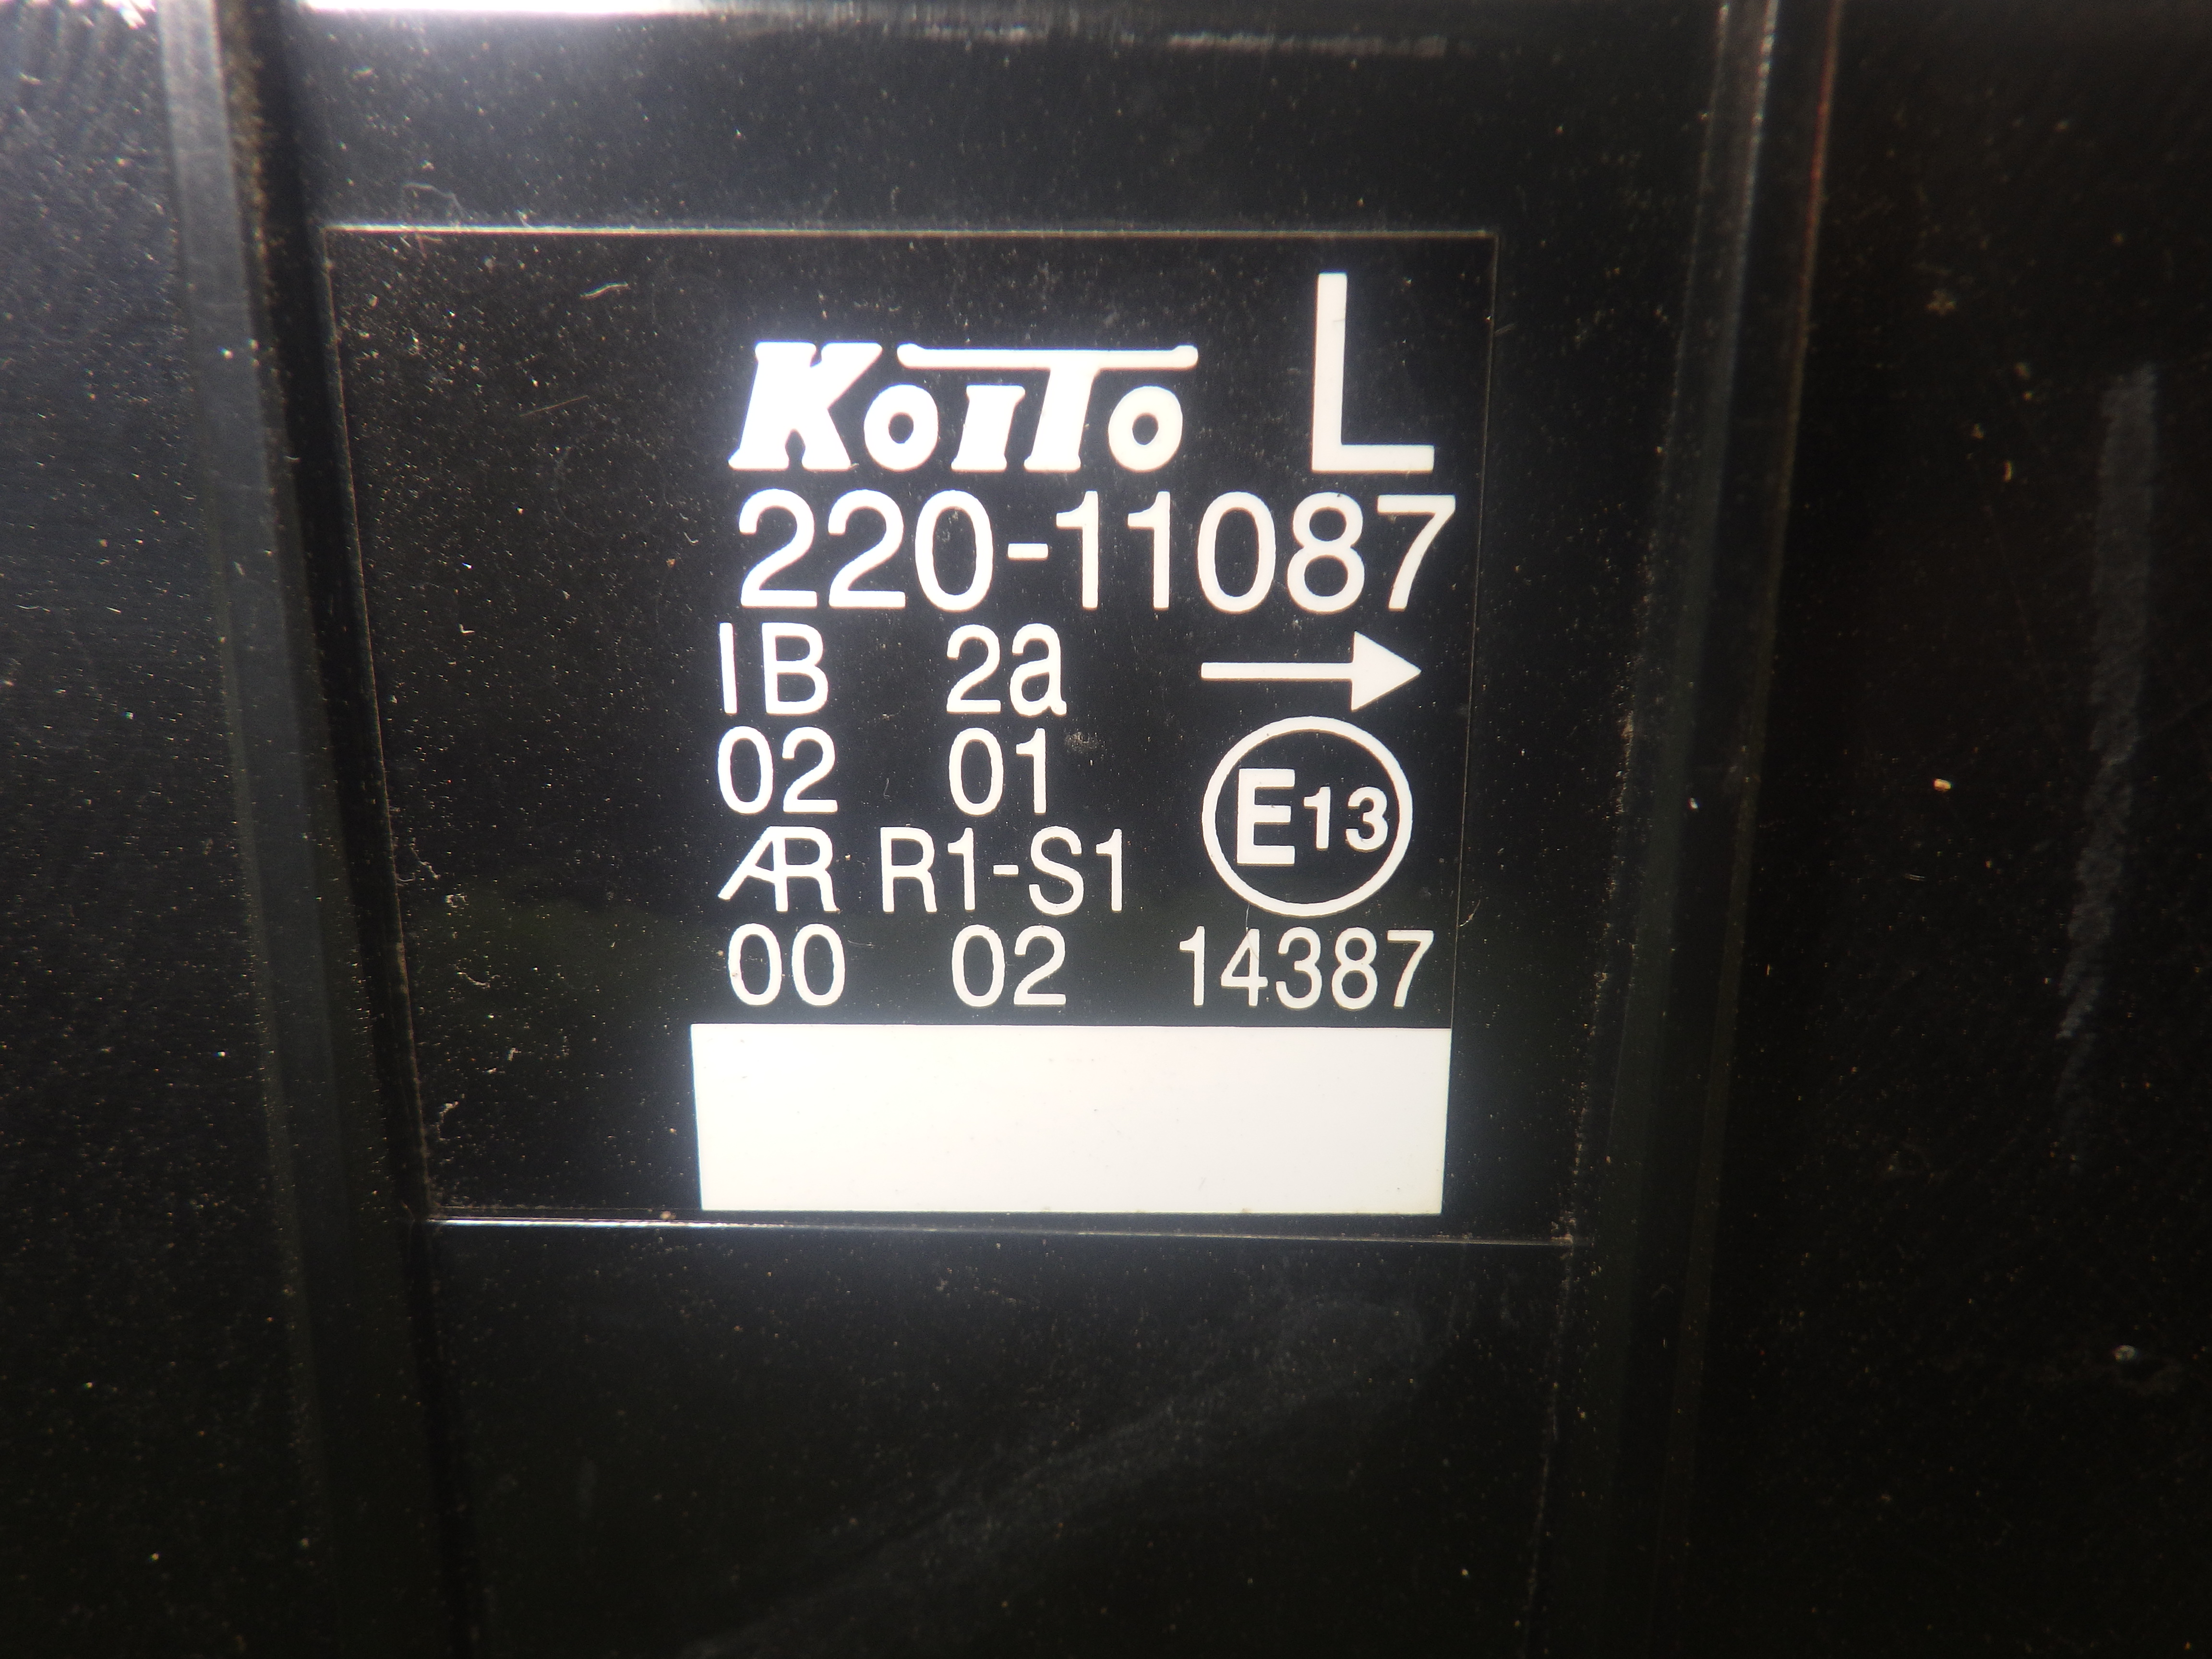 KOITO L
220-11087
IB 2a →
02 01
E13
AR R1-S1
00 02 14387